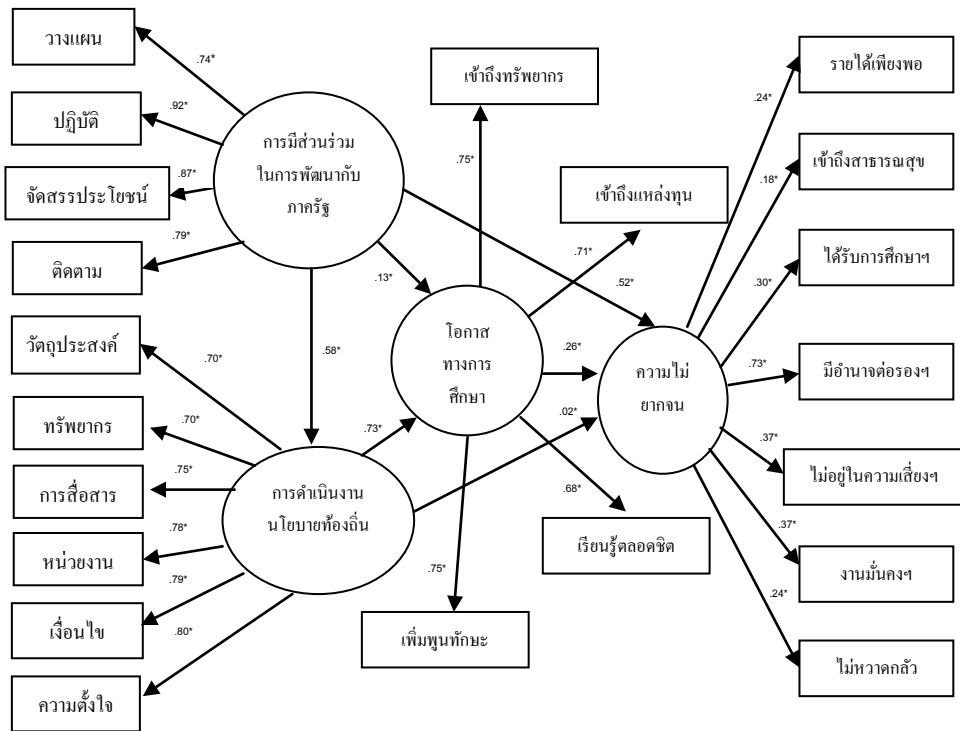 วางแผน
ปฏิบัติ
จัดสรรประโยชน์
ติดตาม
วัตถุประสงค์
ทรัพยากร
การสื่อสาร
หน่วยงาน
เงื่อนไข
ความตั้งใจ
.74*
.92*
.87*
.79*
.70*
.70*
.75*
.78*
.79*
.80*
การมีส่วนร่วม
ในการพัฒนากับ
ภาครัฐ
.58*
.13*
.52*
การดำเนินงาน
นโยบายท้องถิ่น
.73*
.02*
เข้าถึงทรัพยากร
.75*
เข้าถึงแหล่งทุน
.71*
โอกาส
ทางการ
ศึกษา
.26*
.68*
เรียนรู้ตลอดชิต
.75*
เพิ่มพูนทักษะ
ความไม่
ยากจน
.24*
.18*
.30*
.73*
.37*
.37*
.24*
รายได้เพียงพอ
เข้าถึงสาธารณสุข
ได้รับการศึกษาฯ
มีอำนาจต่อรองฯ
ไม่อยู่ในความเสี่ยงฯ
งานมั่นคงฯ
ไม่หวาดกลัว